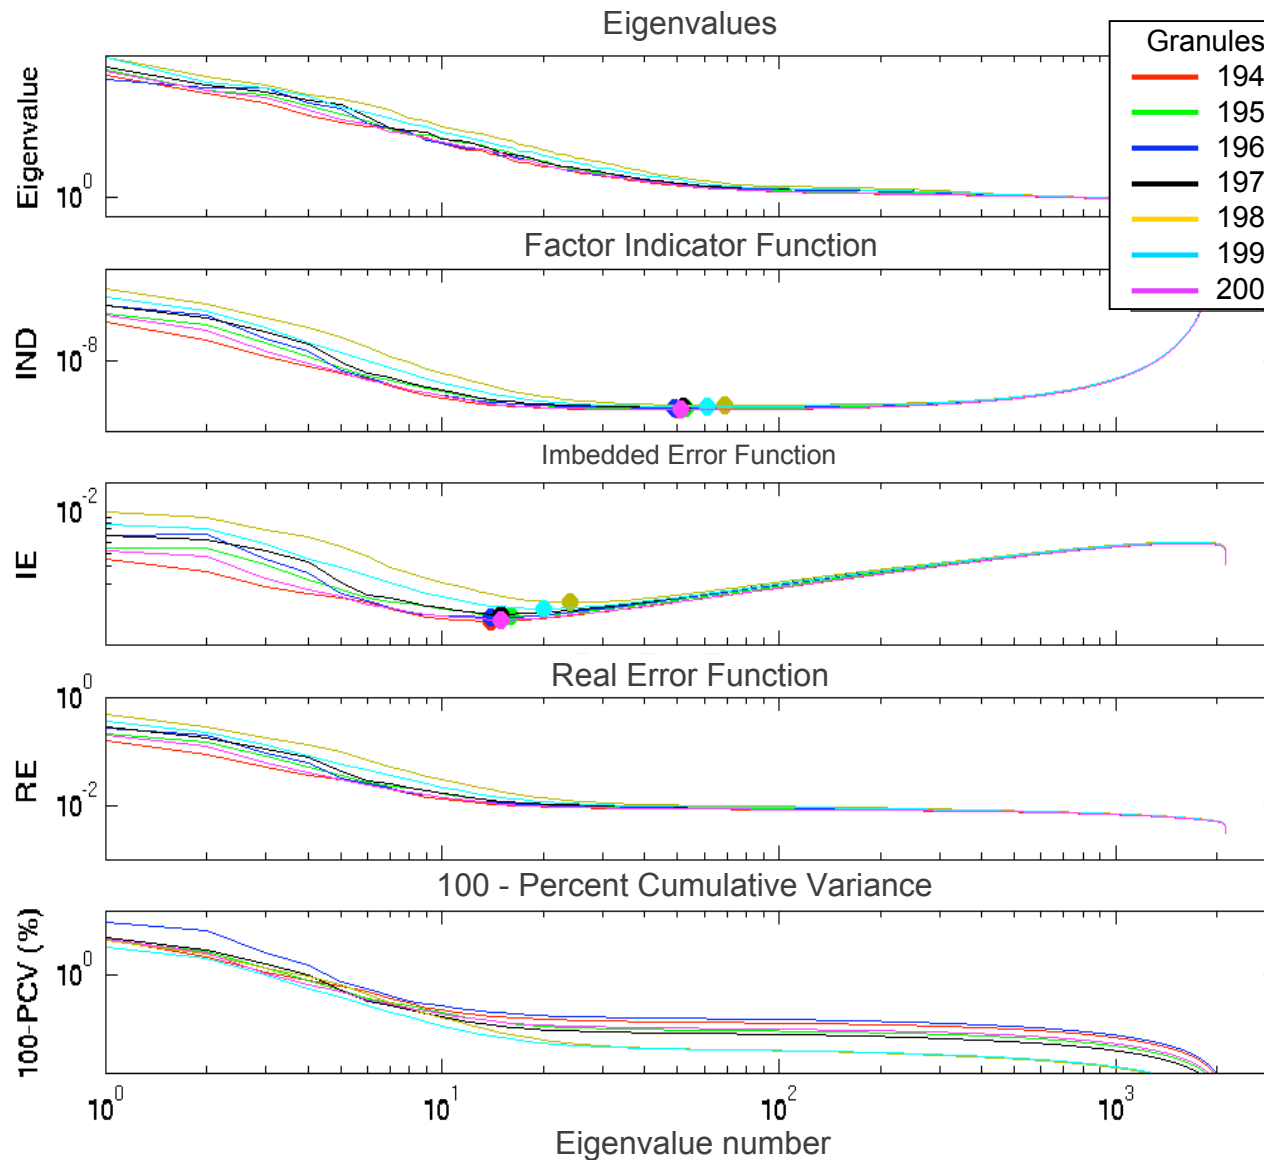 Eigenvalues
Granules
194
195
196
197
198
199
200
Eigenvalue
10^0
Factor Indicator Function
IND
10^-8
Imbedded Error Function
IE
10^-2
Real Error Function
RE
10^0
10^-2
100 - Percent Cumulative Variance
100-PCV (%)
10^0
10^0 10^1 10^2 10^3
Eigenvalue number